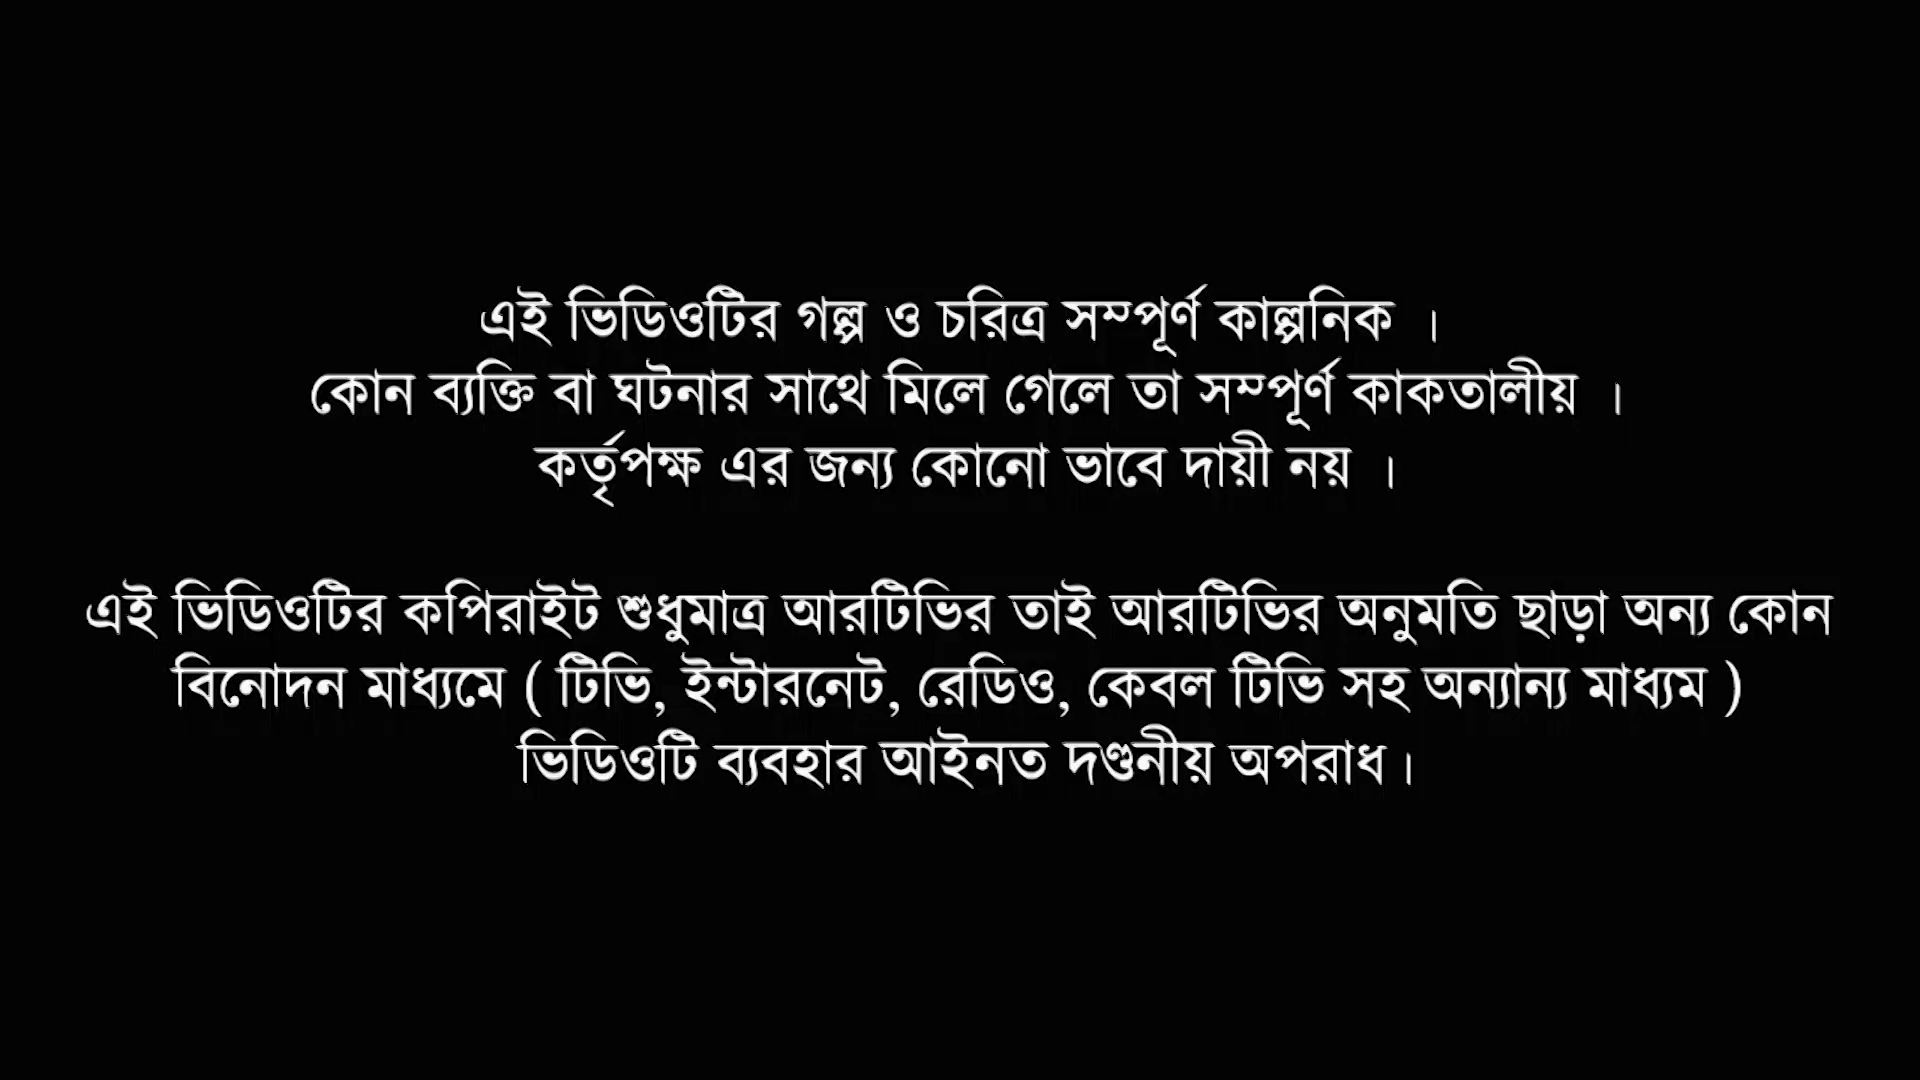 এই ভিডিওটির গল্প ও চরিত্র সম্পূর্ণ কাল্পনিক ।
কোন ব্যক্তি বা ঘটনার সাথে মিলে গেলে তা সম্পূর্ণ কাকতালীয় ।
কর্তৃপক্ষ এর জন্য কোনো ভাবে দায়ী নয় ।
এই ভিডিওটির কপিরাইট শুধুমাত্র আরটিভির তাই আরটিভির অনুমতি ছাড়া অন্য কোন
বিনোদন মাধ্যমে ( টিভি, ইন্টারনেট, রেডিও, কেবল টিভি সহ অন্যান্য মাধ্যম )
ভিডিওটি ব্যবহার আইনত দণ্ডনীয় অপরাধ।